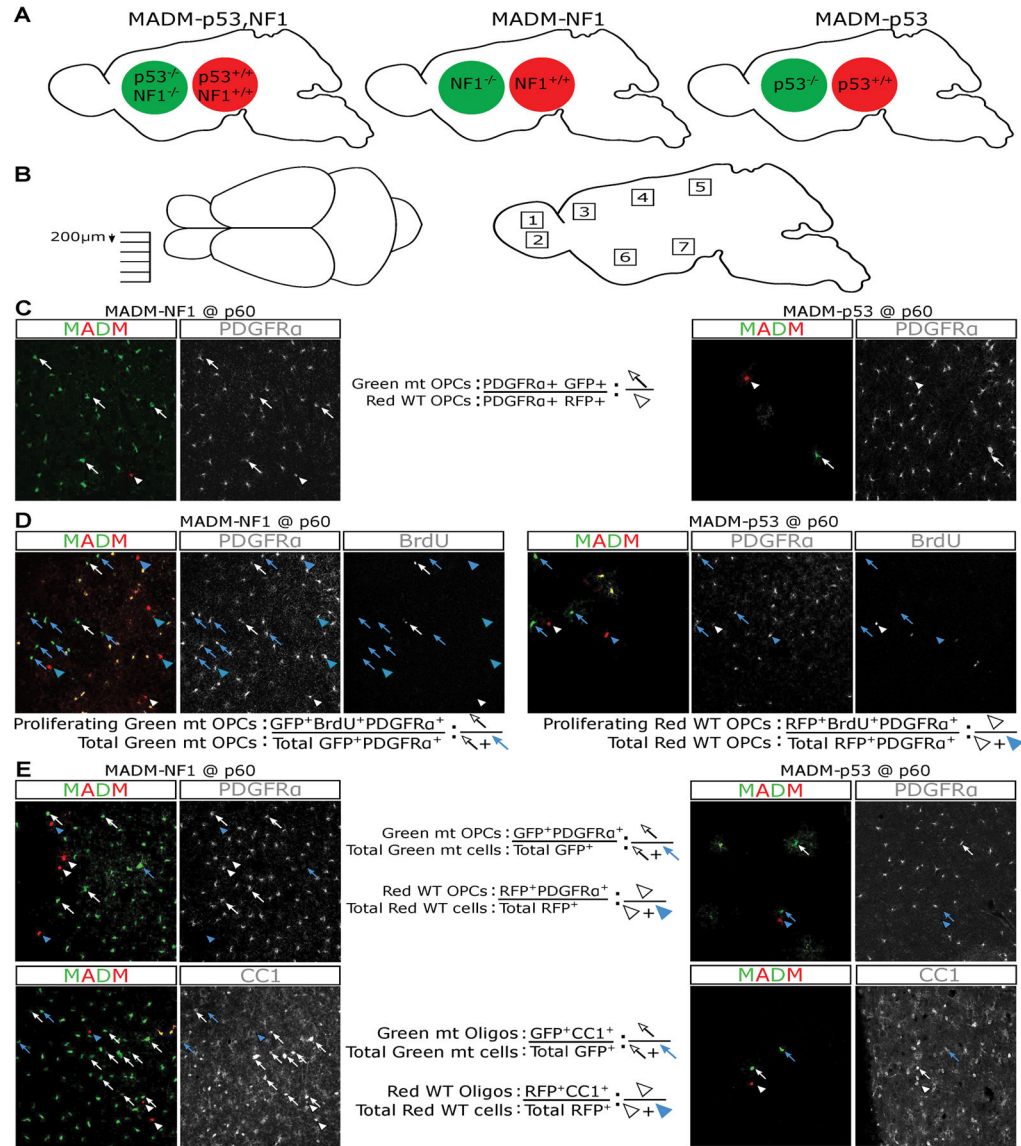 A
MADM-p53,NF1 MADM-NF1 MADM-p53
p53-/- p53+/+ NF1-/- NF1+/+ p53-/- p53+/+
NF1-/- NF1+/+
B
200µm
1 2 3 4 5 6 7
C
MADM-NF1 @ p60 MADM-p53 @ p60
MADM PDGFRα MADM PDGFRα
Green mt OPCs : PDGFRα+ GFP+ :
Red WT OPCs : PDGFRα+ RFP+
D
MADM-NF1 @ p60 MADM-p53 @ p60
MADM PDGFRα BrdU MADM PDGFRα BrdU
Proliferating Green mt OPCs : GFP+BrdU+PDGFRα+ : Proliferating Red WT OPCs : RFP+BrdU+PDGFRα+ :
Total Green mt OPCs : Total GFP+PDGFRα+ + Total Red WT OPCs : Total RFP+PDGFRα+ +
E
MADM-NF1 @ p60 MADM-p53 @ p60
MADM PDGFRα MADM PDGFRα
Green mt OPCs : GFP+PDGFRα+ :
Total Green mt cells : Total GFP+ +
Red WT OPCs : RFP+PDGFRα+ :
Total Red WT cells : Total RFP+ +
MADM CC1 MADM CC1
Green mt Oligos : GFP+CC1+ :
Total Green mt cells : Total GFP+ +
Red WT Oligos : RFP+CC1+ :
Total Red WT cells : Total RFP+ +